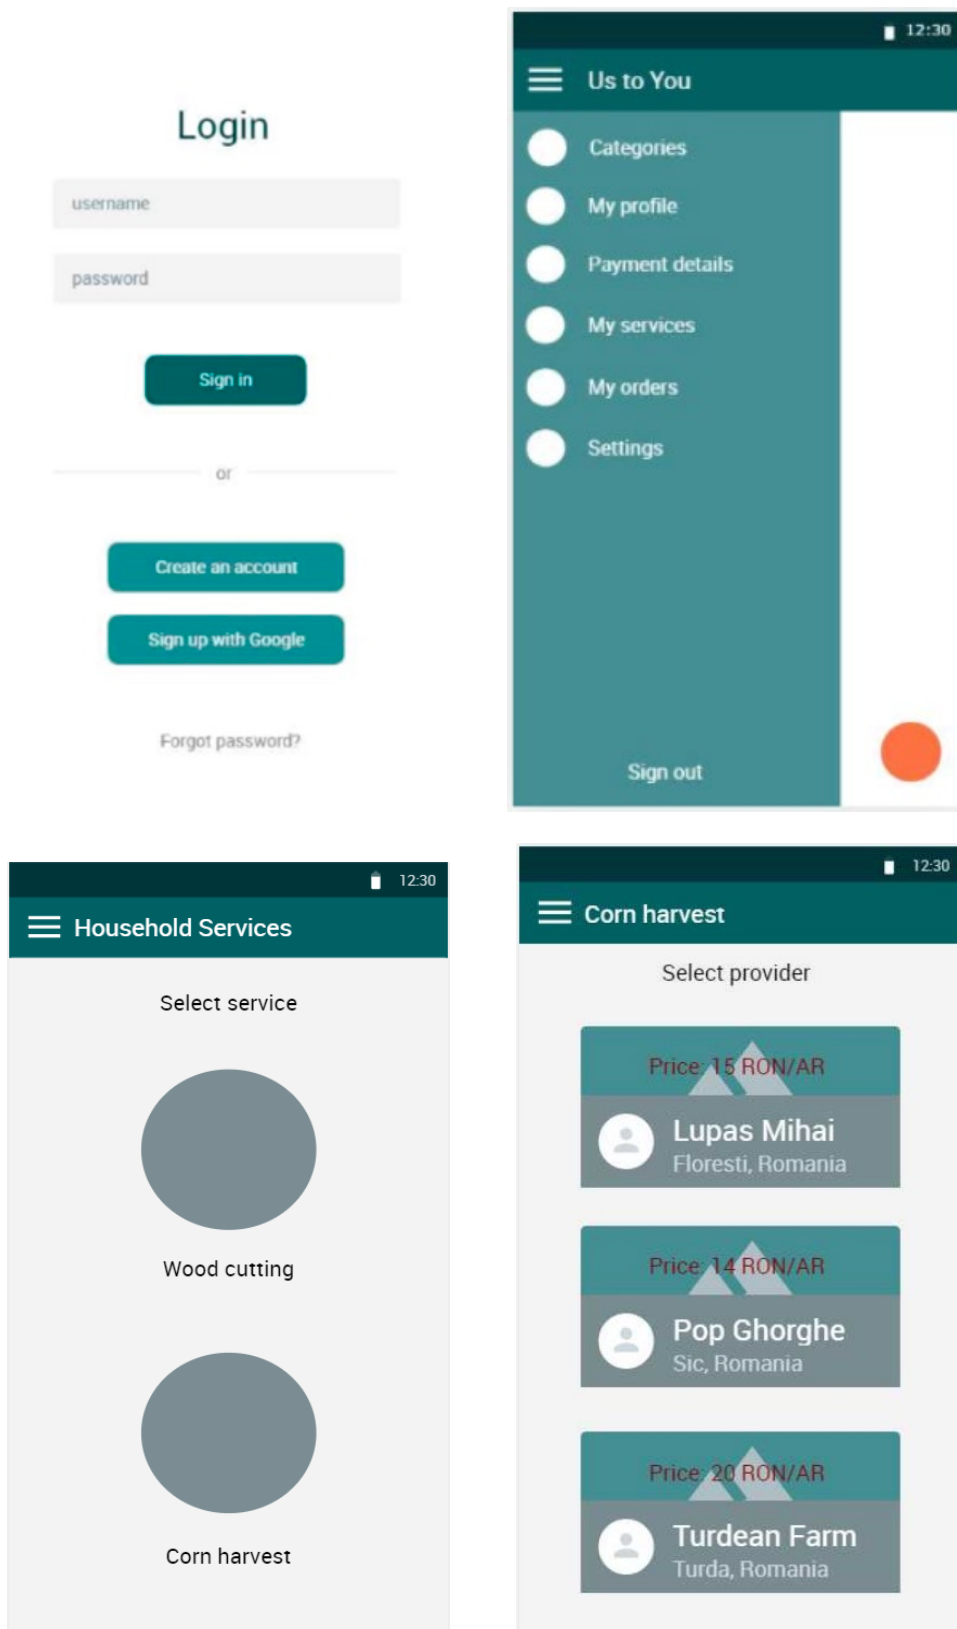 Login
username
password
Sign in
or
Create an account
Sign up with Google
Forgot password?
12:30
Us to You
Categories
My profile
Payment details
My services
My orders
Settings
Sign out
12:30
Household Services
Select service
Wood cutting
Corn harvest
12:30
Corn harvest
Select provider
Price: 15 RON/AR
Lupas Mihai
Floresti, Romania
Price: 14 RON/AR
Pop Ghorghe
Sic, Romania
Price: 20 RON/AR
Turdean Farm
Turda, Romania